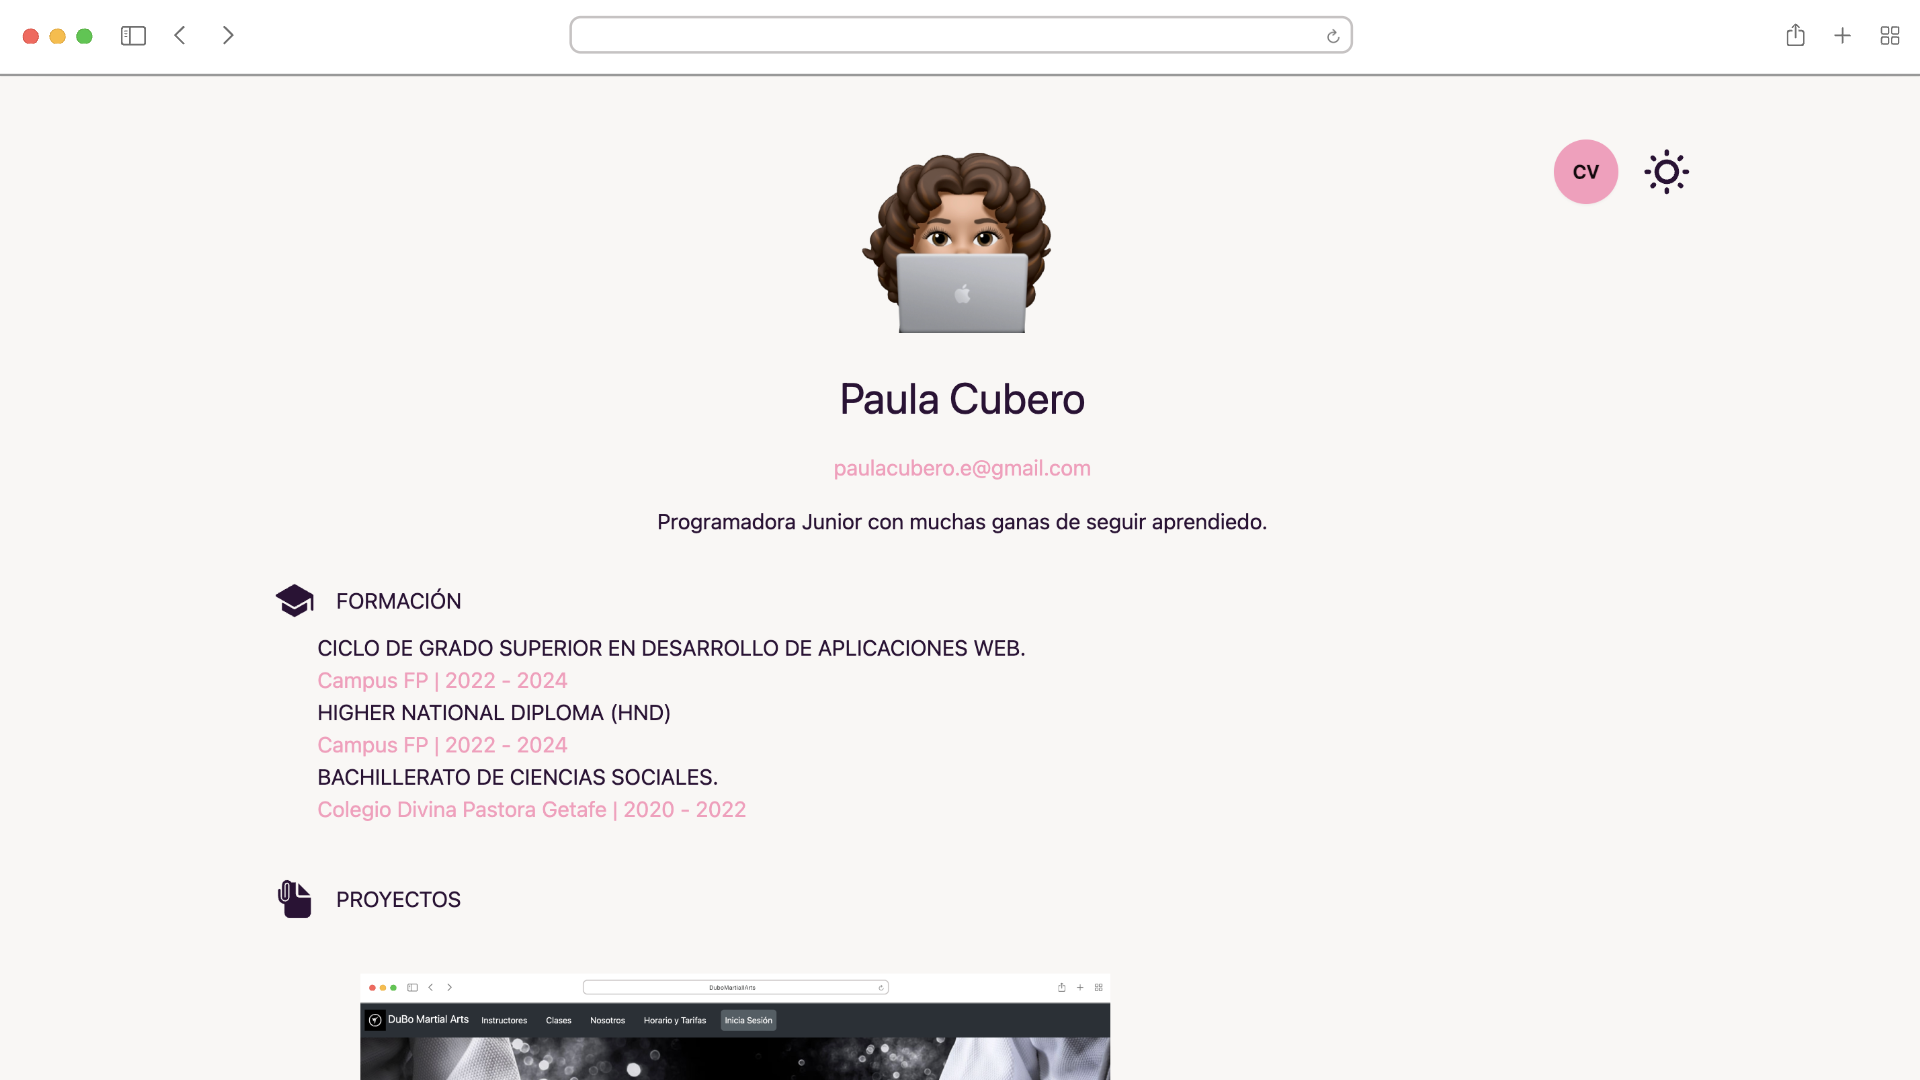 CV
Paula Cubero
paulacubero.e@gmail.com
Programadora Junior con muchas ganas de seguir aprendiedo.
FORMACIÓN
CICLO DE GRADO SUPERIOR EN DESARROLLO DE APLICACIONES WEB.
Campus FP | 2022 - 2024
HIGHER NATIONAL DIPLOMA (HND)
Campus FP | 2022 - 2024
BACHILLERATO DE CIENCIAS SOCIALES.
Colegio Divina Pastora Getafe | 2020 - 2022
PROYECTOS
DuboMartialArts
DuBo Martial Arts Instructores Clases Nosotros Horario y Tarifas Inicia Sesión